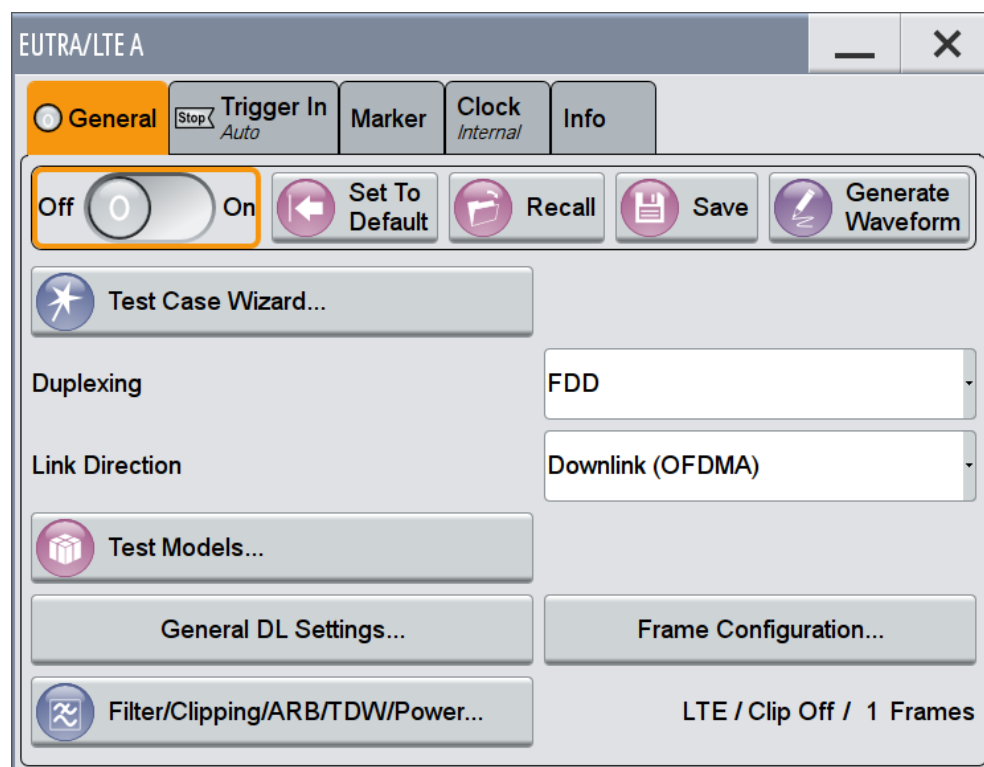 EUTRA/LTE A
General
Stop
Trigger In
Auto
Marker
Clock
Internal
Info
Off
0
On
Set To
Default
Recall
Save
Generate
Waveform
Test Case Wizard...
Duplexing
FDD
Link Direction
Downlink (OFDMA)
Test Models...
General DL Settings...
Frame Configuration...
Filter/Clipping/ARB/TDW/Power...
LTE / Clip Off / 1 Frames